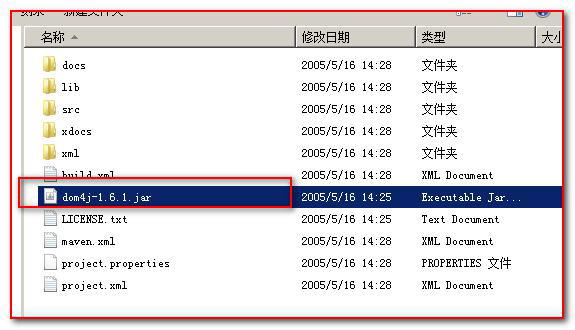 新建文件夹
名称 修改日期 类型 大小
docs 2005/5/16 14:28 文件夹
lib 2005/5/16 14:28 文件夹
src 2005/5/16 14:28 文件夹
xdocs 2005/5/16 14:28 文件夹
xml 2005/5/16 14:28 文件夹
build.xml 2005/5/16 14:28 XML Document
dom4j-1.6.1.jar 2005/5/16 14:25 Executable Jar...
LICENSE.txt 2005/5/16 14:25 Text Document
maven.xml 2005/5/16 14:28 XML Document
project.properties 2005/5/16 14:28 PROPERTIES 文件
project.xml 2005/5/16 14:28 XML Document